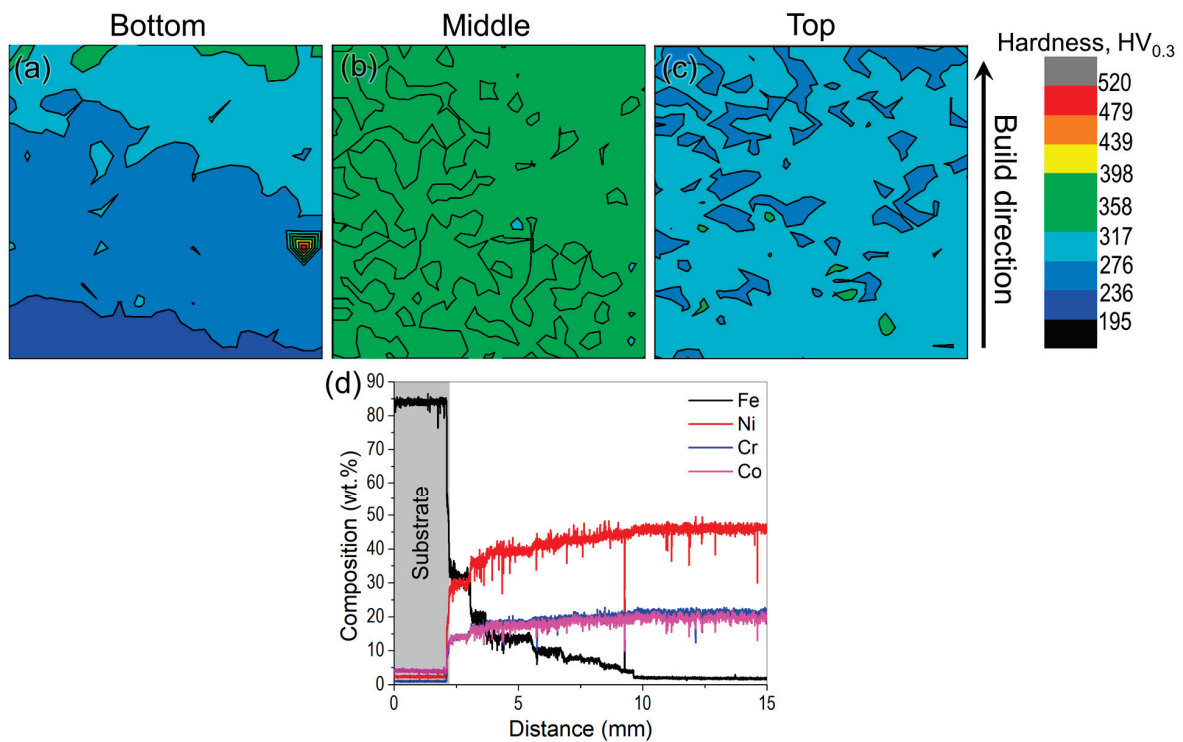 Bottom
Middle
Top
(a)
(b)
(c)
Hardness, HV0.3
520
479
439
398
358
317
276
236
195
Build direction
(d)
90
85
80
70
60
50
40
30
20
10
0
Composition (wt.%)
Substrate
Fe
Ni
Cr
Co
0
5
10
15
Distance (mm)